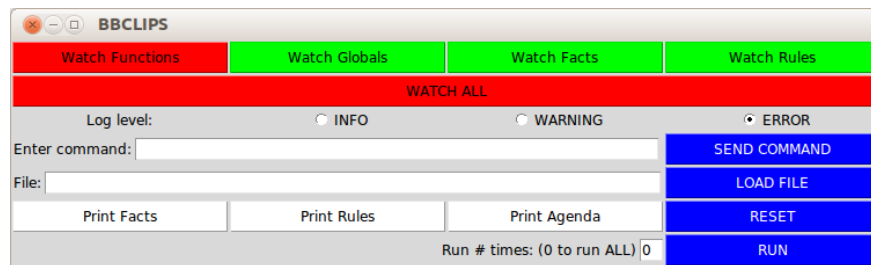 BBCLIPS
Watch Functions Watch Globals Watch Facts Watch Rules
WATCH ALL
Log level: INFO WARNING ERROR
Enter command: SEND COMMAND
File: LOAD FILE
Print Facts Print Rules Print Agenda RESET
Run # times: (0 to run ALL) 0 RUN